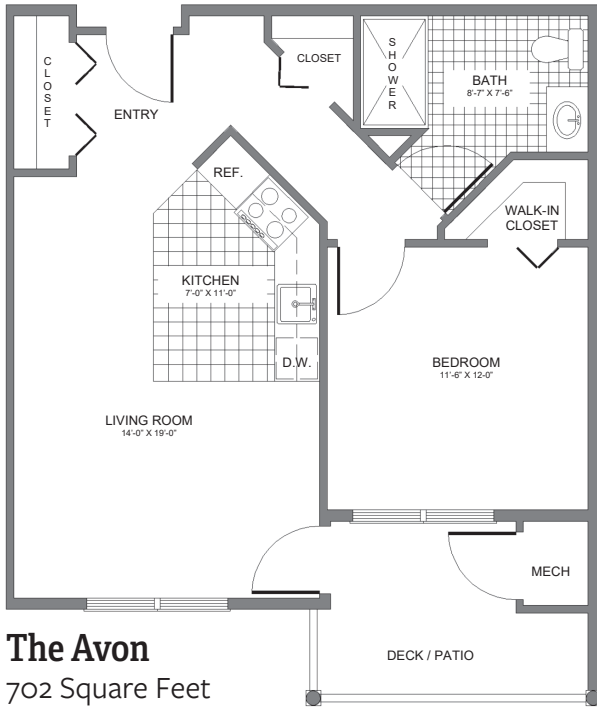 CLOSET
ENTRY
CLOSET
SHOWER
BATH
8'-7" X 7'-6"
REF.
WALK-IN
CLOSET
KITCHEN
7'-0" X 11'-0"
D.W.
BEDROOM
11'-6" X 12'-0"
LIVING ROOM
14'-0" X 19'-0"
MECH
DECK / PATIO
The Avon
702 Square Feet